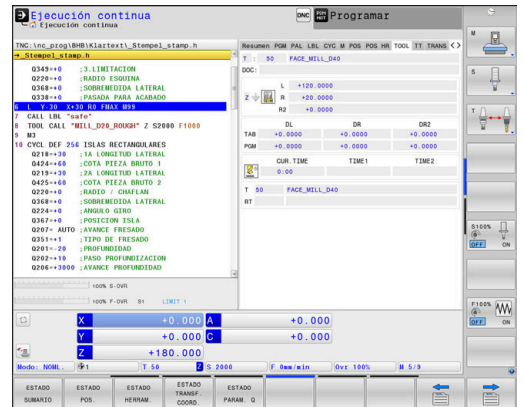 Ejecución continua
Ejecución continua
DNC
Programar
TNC:\nc_prog\BHB\Klartext\_Stempel_stamp.h
→_Stempel_stamp.h
Q349=+0 ;3.LIMITACION
Q220=+0 ;RADIO ESQUINA
Q368=+0 ;SOBREMEDIDA LATERAL
Q338=+0 ;PASADA PARA ACABADO
6 L Y-30 X+30 R0 FMAX M99
7 CALL LBL "safe"
8 TOOL CALL "MILL_D20_ROUGH" Z S2000 F1000
9 M3
10 CYCL DEF 256 ISLAS RECTANGULARES
Q218=+30 ;1A LONGITUD LATERAL
Q424=+60 ;COTA PIEZA BRUTO 1
Q219=+30 ;2A LONGITUD LATERAL
Q425=+60 ;COTA PIEZA BRUTO 2
Q220=+0 ;RADIO / CHAFLAN
Q368=+0 ;SOBREMEDIDA LATERAL
Q224=+0 ;ANGULO GIRO
Q367=+0 ;POSICION ISLA
Q207= AUTO ;AVANCE FRESADO
Q351=+1 ;TIPO DE FRESADO
Q201=-20 ;PROFUNDIDAD
Q202=+10 ;PASO PROFUNDIZACION
Q206=+3000 ;AVANCE PROFUNDIDAD
Resumen PGM PAL LBL CYC M POS POS HR TOOL TT TRANS
T : 50 FACE_MILL_D40
DOC:
Z
L +120.0000
R +20.0000
R2 +0.0000
DL DR DR2
TAB +0.0000 +0.0000 +0.0000
PGM +0.0000 +0.0000 +0.0000
CUR.TIME TIME1 TIME2
0:00
T 50 FACE_MILL_D40
RT
100% S-OVR
100% F-OVR S1 LIMIT 1
X +0.000 A +0.000
Y +0.000 C +0.000
Z +180.000
Modo: NOML. 1 T 50 Z S 2000 F 0mm/min Ovr 100% M 5/9
M
S
T
S100%
OFF ON
F100%
OFF ON
ESTADO SUMARIO
ESTADO POS.
ESTADO HERRAM.
ESTADO TRANSF. COORD.
ESTADO PARAM. Q